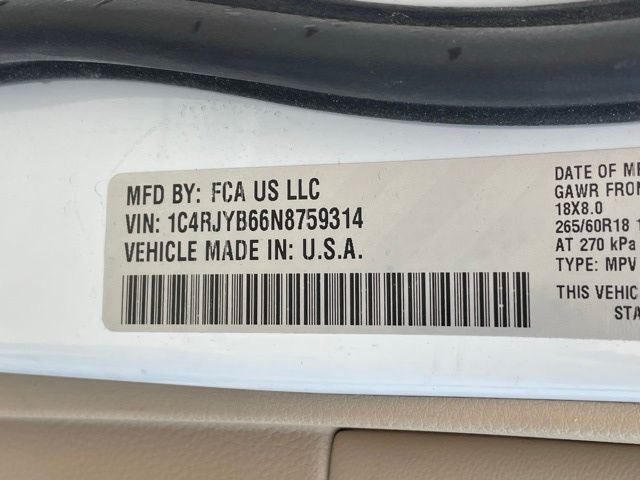 MFD BY: FCA US LLC
VIN: 1C4RJYB66N8759314
VEHICLE MADE IN: U.S.A.
DATE OF
GAWR FRON
18X8.0
265/60R18
AT 270 kPa
TYPE: MPV
THIS VEHIC
STA